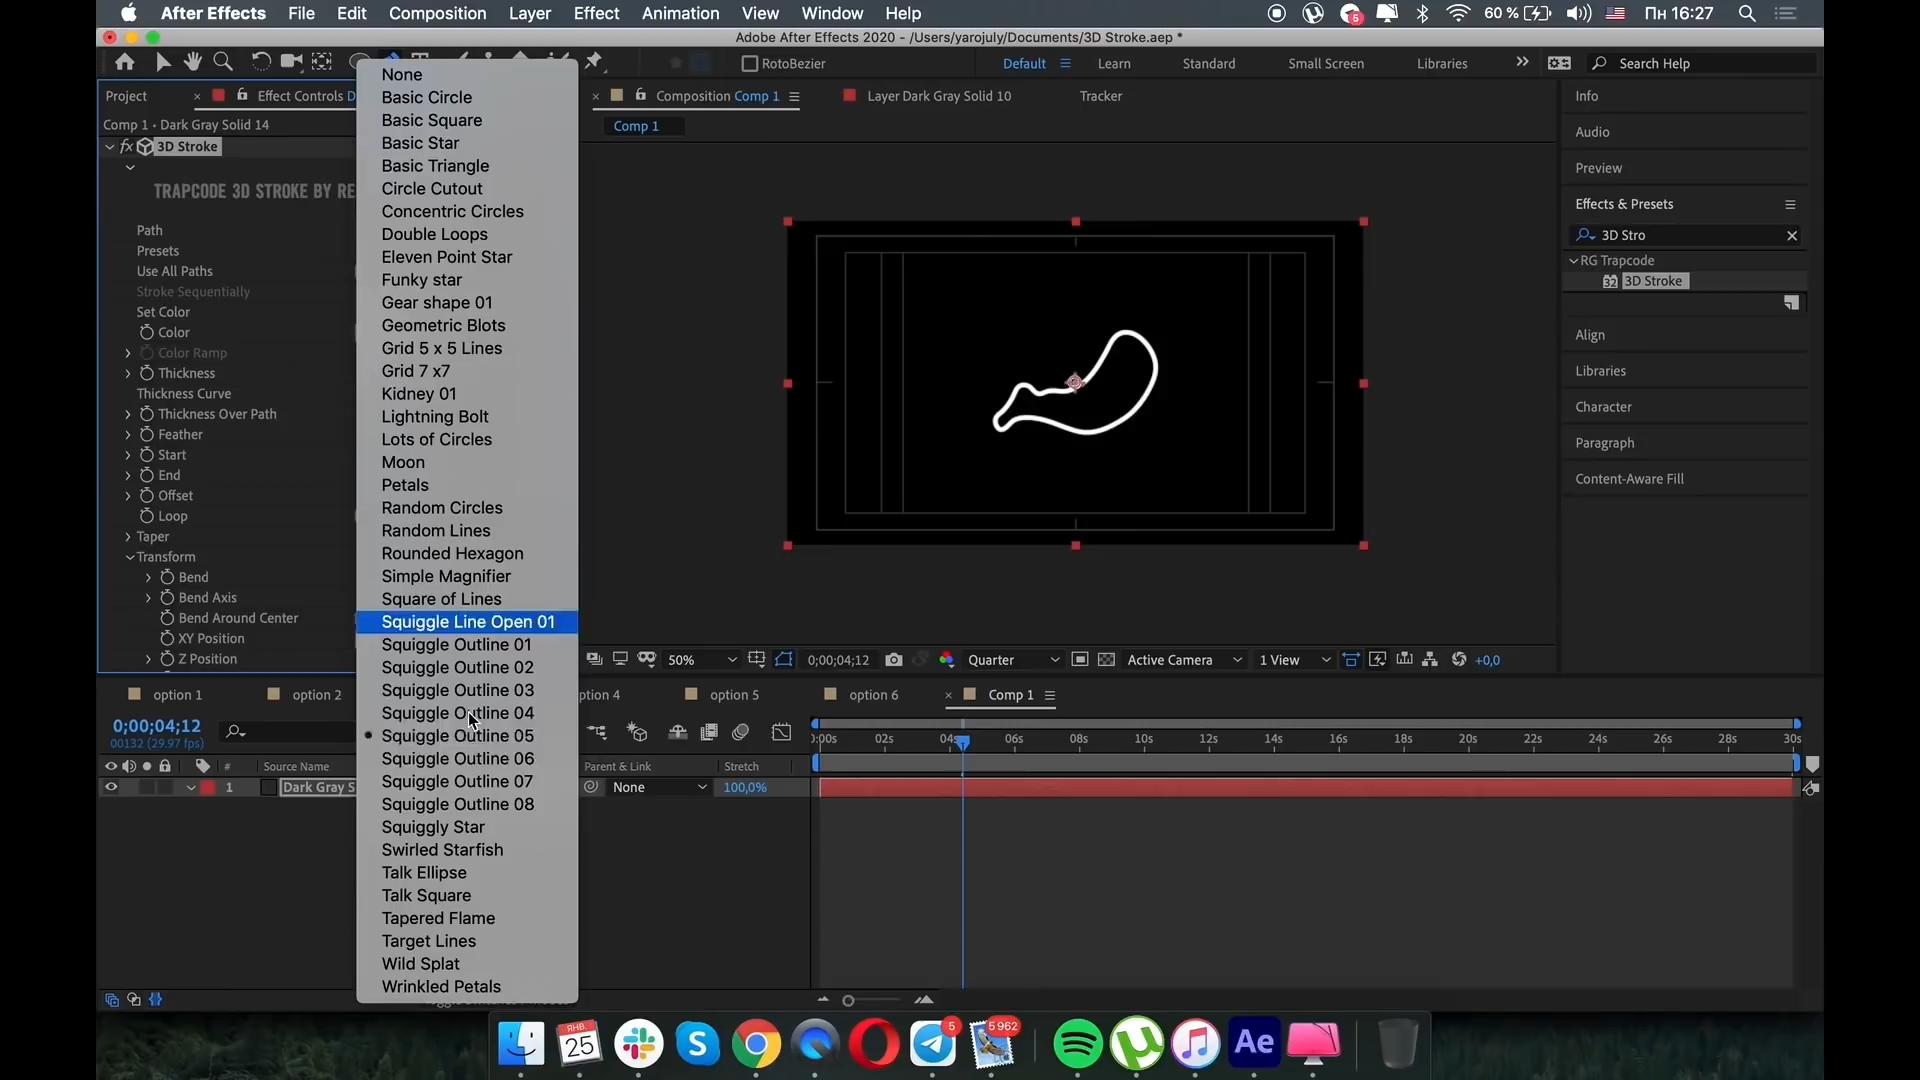 After Effects File Edit Composition Layer Effect Animation View Window Help 5 60 % Пн 16:27
Adobe After Effects 2020 - /Users/yarojuly/Documents/3D Stroke.aep *
RotoBezier Default Learn Standard Small Screen Libraries Search Help
Project Effect Controls D
Comp 1 • Dark Gray Solid 14
fx 3D Stroke
TRAPCODE 3D STROKE BY RE
Path
Presets
Use All Paths
Stroke Sequentially
Set Color
Color
Color Ramp
Thickness
Thickness Curve
Thickness Over Path
Feather
Start
End
Offset
Loop
Taper
Transform
Bend
Bend Axis
Bend Around Center
XY Position
Z Position
None
Basic Circle
Basic Square
Basic Star
Basic Triangle
Circle Cutout
Concentric Circles
Double Loops
Eleven Point Star
Funky star
Gear shape 01
Geometric Blots
Grid 5 x 5 Lines
Grid 7 x7
Kidney 01
Lightning Bolt
Lots of Circles
Moon
Petals
Random Circles
Random Lines
Rounded Hexagon
Simple Magnifier
Square of Lines
Squiggle Line Open 01
Squiggle Outline 01
Squiggle Outline 02
Squiggle Outline 03
Squiggle Outline 04
Squiggle Outline 05
Squiggle Outline 06
Squiggle Outline 07
Squiggle Outline 08
Squiggly Star
Swirled Starfish
Talk Ellipse
Talk Square
Tapered Flame
Target Lines
Wild Splat
Wrinkled Petals
Composition Comp 1 Layer Dark Gray Solid 10 Tracker
Comp 1
50% 0;00;04;12 Quarter Active Camera 1 View +0,0
Info
Audio
Preview
Effects & Presets
3D Stro
RG Trapcode
32 3D Stroke
Align
Libraries
Character
Paragraph
Content-Aware Fill
option 1 option 2 ption 4 option 5 option 6 Comp 1
0;00;04;12
00132 (29.97 fps)
# Source Name Parent & Link Stretch
1 Dark Gray S None 100,0%
0:00s 02s 04s 06s 08s 10s 12s 14s 16s 18s 20s 22s 24s 26s 28s 30s
ЯНВ.
25
5
5 962
Ae